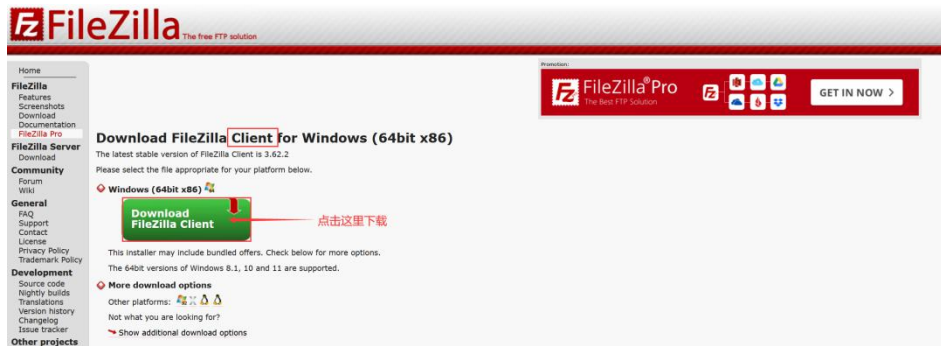 FileZilla The free FTP solution
Home
FileZilla
Features
Screenshots
Download
Documentation
FileZilla Pro
FileZilla Server
Download
Community
Forum
Wiki
General
FAQ
Support
Contact
License
Privacy Policy
Trademark Policy
Development
Source code
Nightly builds
Translations
Version history
Changelog
Issue tracker
Other projects
Promotion:
FileZilla®Pro
The Best FTP Solution
GET IN NOW >
Download FileZilla Client for Windows (64bit x86)
The latest stable version of FileZilla Client is 3.62.2
Please select the file appropriate for your platform below.
Windows (64bit x86)
Download
FileZilla Client
点击这里下载
This installer may include bundled offers. Check below for more options.
The 64bit versions of Windows 8.1, 10 and 11 are supported.
More download options
Other platforms:
Not what you are looking for?
Show additional download options